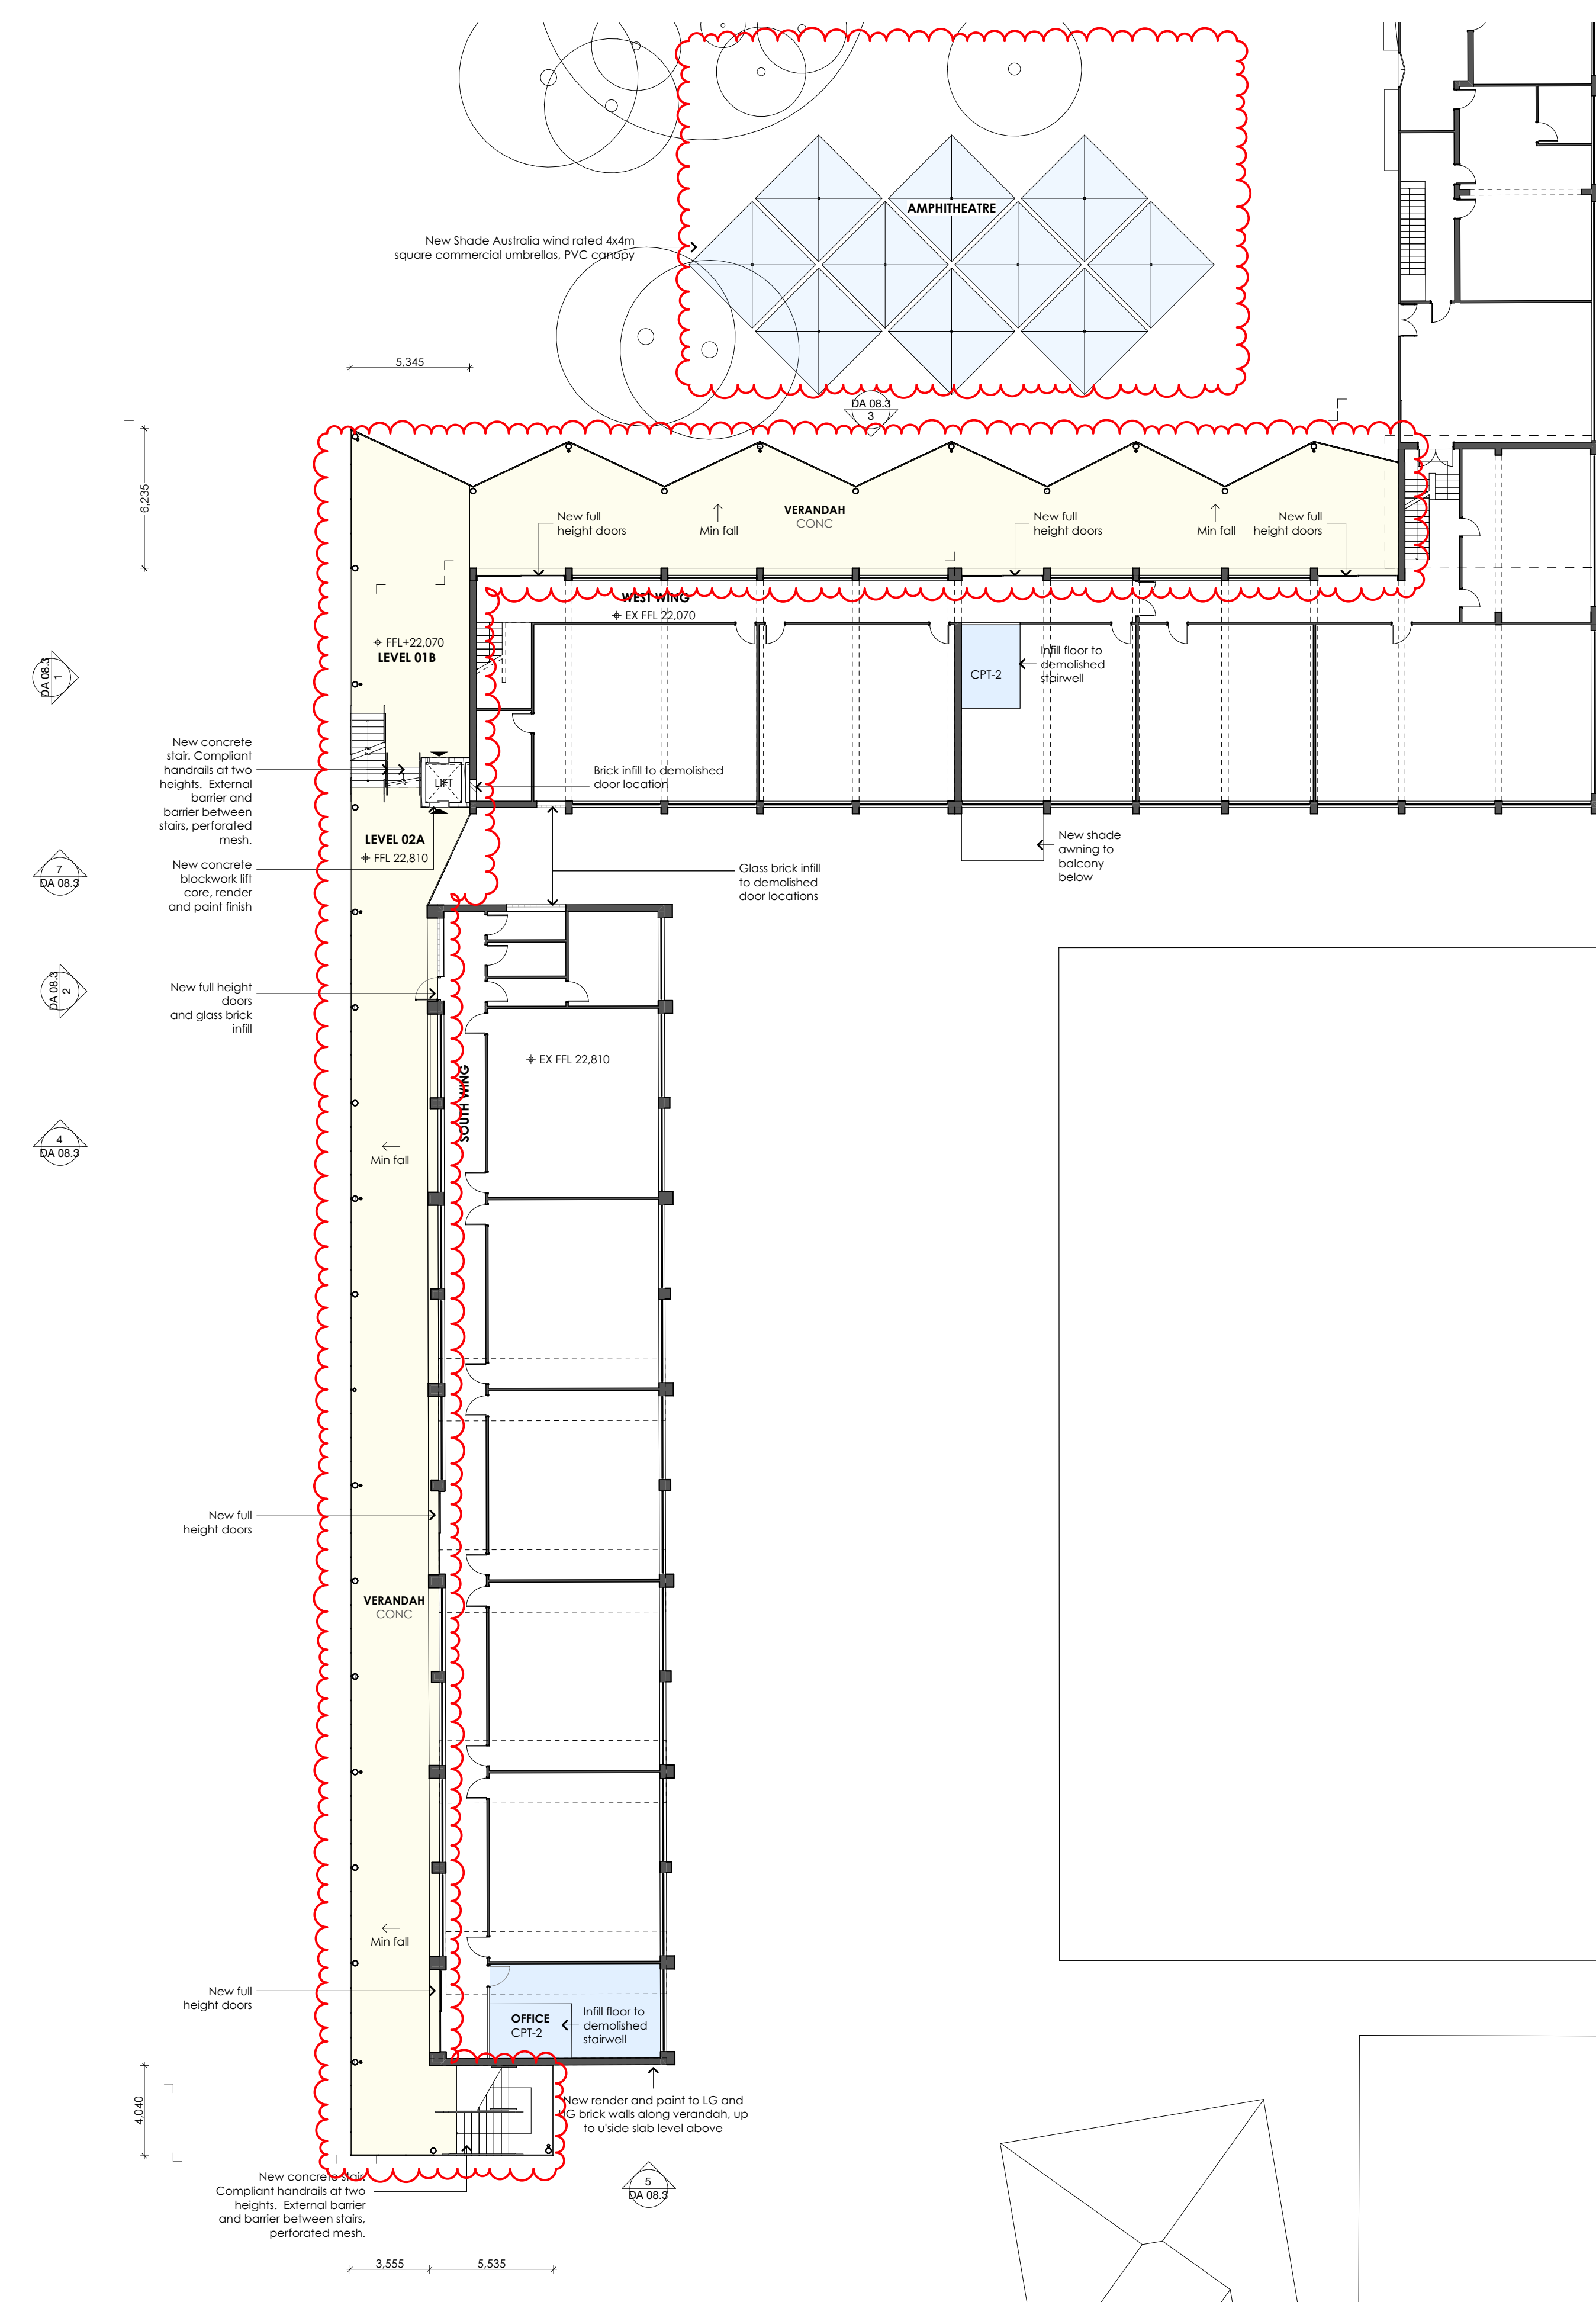 AMPHITHEATRE
New Shade Australia wind rated 4x4m
square commercial umbrellas, PVC canopy
5,345
DA 08.3
3
6,235
VERANDAH
CONC
New full
height doors
Min fall
New full
height doors
Min fall
New full
height doors
WEST WING
EX FFL 22,070
FFL+22,070
LEVEL 01B
DA 08.3
1
CPT-2
Infill floor to
demolished
stairwell
New concrete
stair. Compliant
handrails at two
heights. External
barrier and
barrier between
stairs, perforated
mesh.
LIFT
Brick infill to demolished
door location
LEVEL 02A
FFL 22,810
7
DA 08.3
New concrete
blockwork lift
core, render
and paint finish
Glass brick infill
to demolished
door locations
New shade
awning to
balcony
below
DA 08.3
2
New full height
doors
and glass brick
infill
EX FFL 22,810
SOUTH WING
4
DA 08.3
Min fall
New full
height doors
VERANDAH
CONC
Min fall
New full
height doors
OFFICE
CPT-2
Infill floor to
demolished
stairwell
4,040
New render and paint to LG and
UG brick walls along verandah, up
to u'side slab level above
New concrete stair.
Compliant handrails at two
heights. External barrier
and barrier between stairs,
perforated mesh.
5
DA 08.3
3,555
5,535